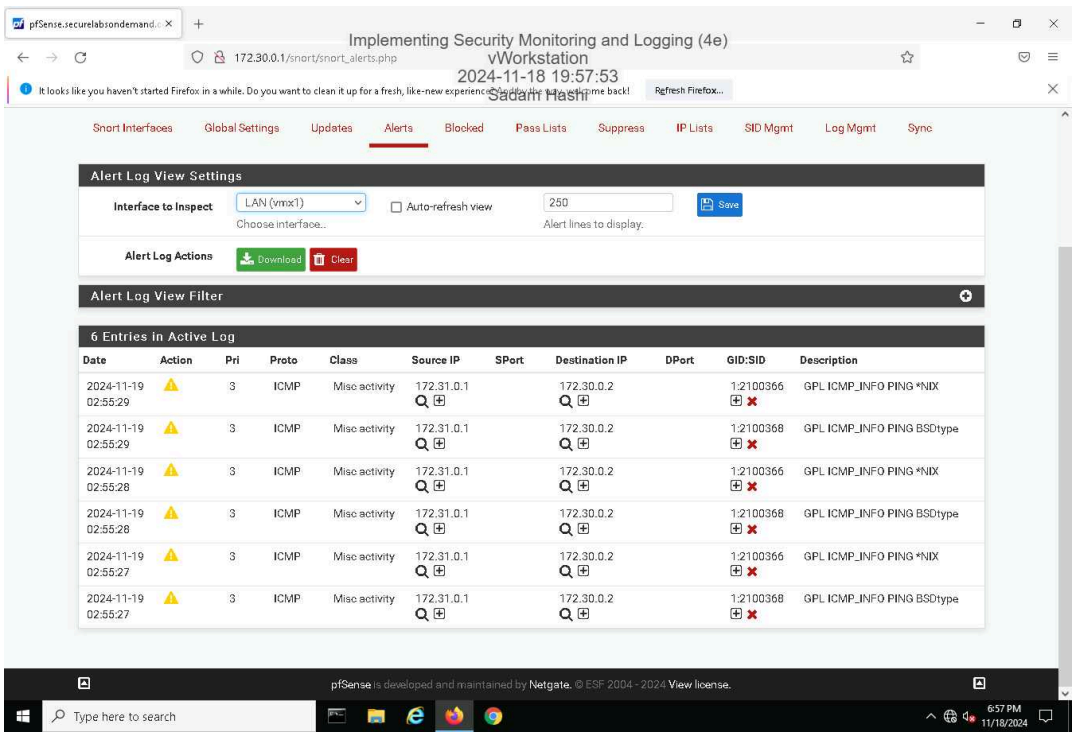 pfSense.securelabsondemand.
Implementing Security Monitoring and Logging (4e)
vWorkstation
2024-11-18 19:57:53
Sadam Hashi
172.30.0.1/snort/snort_alerts.php
It looks like you haven't started Firefox in a while. Do you want to clean it up for a fresh, like-new experience? And by the way, welcome back!
Refresh Firefox...
Snort Interfaces Global Settings Updates Alerts Blocked Pass Lists Suppress IP Lists SID Mgmt Log Mgmt Sync
Alert Log View Settings
Interface to Inspect LAN (vmx1) Auto-refresh view 250 Save
Choose interface.. Alert lines to display.
Alert Log Actions Download Clear
Alert Log View Filter
6 Entries in Active Log
Date Action Pri Proto Class Source IP SPort Destination IP DPort GID:SID Description
2024-11-19 3 ICMP Misc activity 172.31.0.1 172.30.0.2 1:2100366 GPL ICMP_INFO PING *NIX
02:55:29
2024-11-19 3 ICMP Misc activity 172.31.0.1 172.30.0.2 1:2100368 GPL ICMP_INFO PING BSDtype
02:55:29
2024-11-19 3 ICMP Misc activity 172.31.0.1 172.30.0.2 1:2100366 GPL ICMP_INFO PING *NIX
02:55:28
2024-11-19 3 ICMP Misc activity 172.31.0.1 172.30.0.2 1:2100368 GPL ICMP_INFO PING BSDtype
02:55:28
2024-11-19 3 ICMP Misc activity 172.31.0.1 172.30.0.2 1:2100366 GPL ICMP_INFO PING *NIX
02:55:27
2024-11-19 3 ICMP Misc activity 172.31.0.1 172.30.0.2 1:2100368 GPL ICMP_INFO PING BSDtype
02:55:27
pfSense is developed and maintained by Netgate. © ESF 2004 - 2024 View license.
Type here to search
6:57 PM
11/18/2024